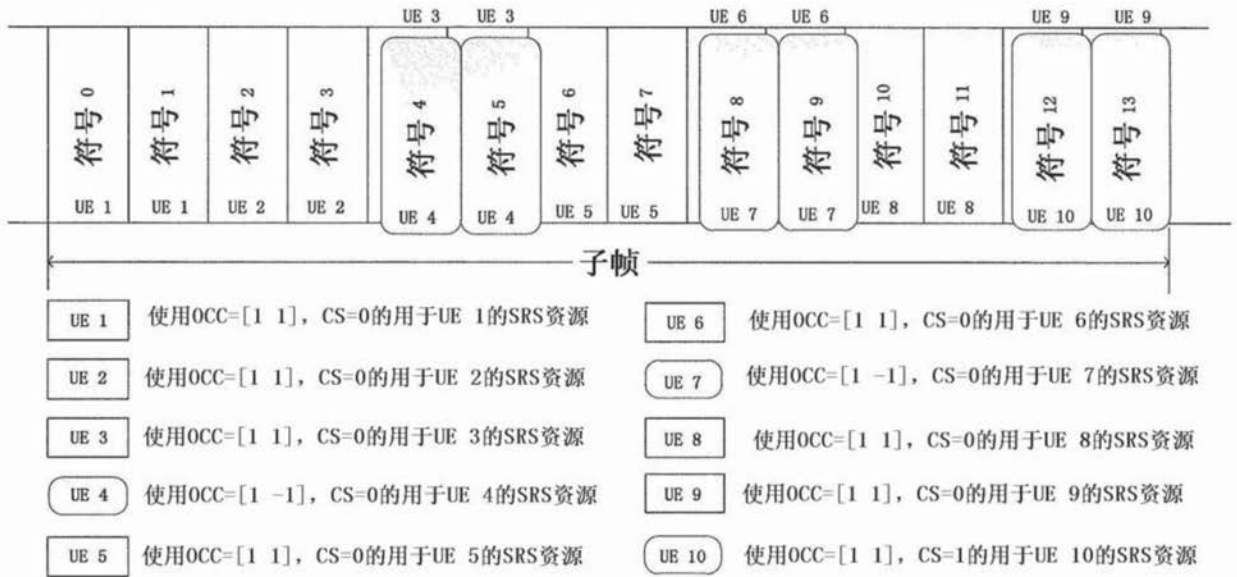 UE 3 UE 3 UE 6 UE 6 UE 9 UE 9
符号0 符号1 符号2 符号3 符号4 符号5 符号6 符号7 符号8 符号9 符号10 符号11 符号12 符号13
UE 1 UE 1 UE 2 UE 2 UE 4 UE 4 UE 5 UE 5 UE 7 UE 7 UE 8 UE 8 UE 10 UE 10
子帧
UE 1 使用OCC=[1 1], CS=0的用于UE 1的SRS资源
UE 2 使用OCC=[1 1], CS=0的用于UE 2的SRS资源
UE 3 使用OCC=[1 1], CS=0的用于UE 3的SRS资源
UE 4 使用OCC=[1 -1], CS=0的用于UE 4的SRS资源
UE 5 使用OCC=[1 1], CS=0的用于UE 5的SRS资源
UE 6 使用OCC=[1 1], CS=0的用于UE 6的SRS资源
UE 7 使用OCC=[1 -1], CS=0的用于UE 7的SRS资源
UE 8 使用OCC=[1 1], CS=0的用于UE 8的SRS资源
UE 9 使用OCC=[1 1], CS=0的用于UE 9的SRS资源
UE 10 使用OCC=[1 1], CS=1的用于UE 10的SRS资源